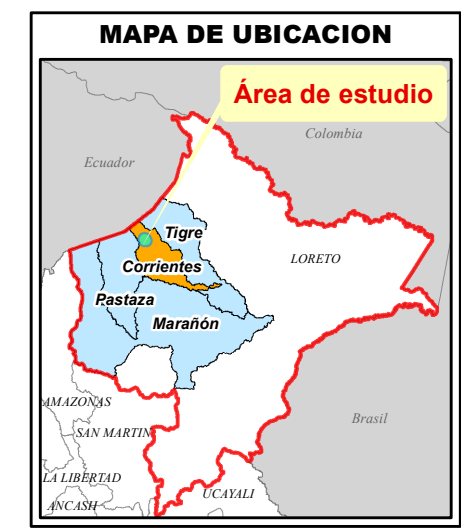 MAPA DE UBICACION
Área de estudio
Colombia
Ecuador
Tigre
LORETO
Corrientes
Pastaza
Marañón
AMAZONAS
Brasil
SAN MARTIN
LA LIBERTAD
UCAYALI
ANCASH